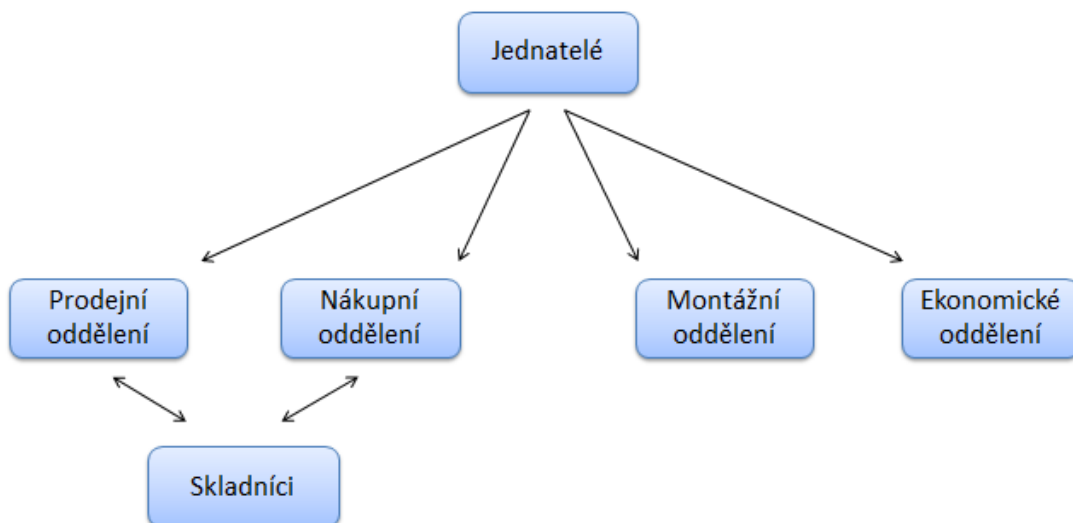 Jednatelé
Prodejní
oddělení
Nákupní
oddělení
Montážní
oddělení
Ekonomické
oddělení
Skladníci